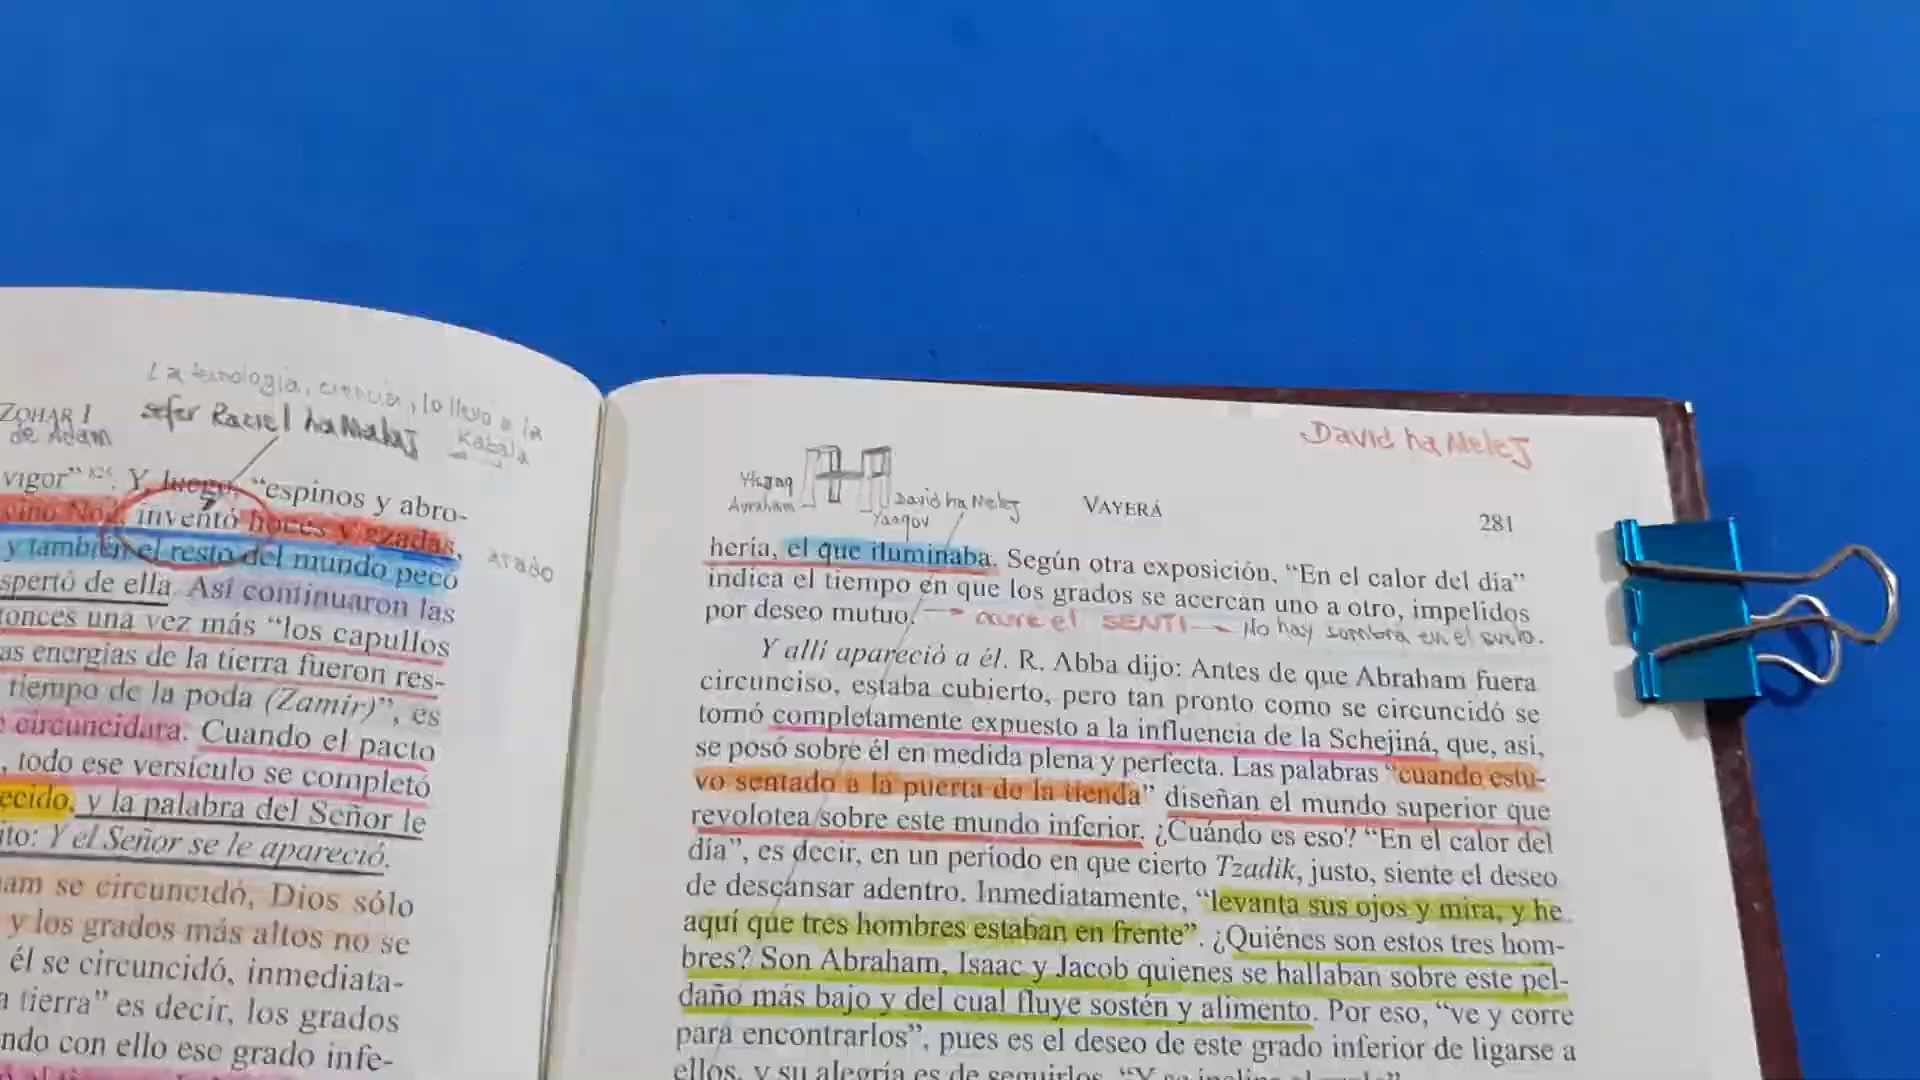 La tecnología, ciencia, lo llevo a la
Kabala
ZOHAR I
de Adam
sefer Raziel haMalaj
vigor” Y, luego, “espinos y abro-
inventó hoces y azadas,
y también el resto del mundo pecó
arado
spertó de ella. Así continuaron las
tonces una vez más “los capullos
as energías de la tierra fueron res-
tiempo de la poda (Zamir)”, es
circuncidara. Cuando el pacto
, todo ese versículo se completó
ecido, y la palabra del Señor le
ito: Y el Señor se le apareció.
am se circuncidó, Dios sólo
y los grados más altos no se
él se circuncidó, inmediata-
a tierra” es decir, los grados
ndo con ello ese grado infe-
David ha Melej
Avraham
David ha Melej
Yaaqov
VAYERÁ
281
hería, el que iluminaba. Según otra exposición, “En el calor del día”
indica el tiempo en que los grados se acercan uno a otro, impelidos
por deseo mutuo.
No hay sombra en el suelo.
Y allí apareció a él. R. Abba dijo: Antes de que Abraham fuera
circunciso, estaba cubierto, pero tan pronto como se circuncidó se
tornó completamente expuesto a la influencia de la Schejiná, que, así,
se posó sobre él en medida plena y perfecta. Las palabras “cuando estu-
vo sentado a la puerta de la tienda” diseñan el mundo superior que
revolotea sobre este mundo inferior. ¿Cuándo es eso? “En el calor del
día”, es decir, en un período en que cierto Tzadik, justo, siente el deseo
de descansar adentro. Inmediatamente, “levanta sus ojos y mira, y he
aquí que tres hombres estaban en frente”. ¿Quiénes son estos tres hom-
bres? Son Abraham, Isaac y Jacob quienes se hallaban sobre este pel-
daño más bajo y del cual fluye sostén y alimento. Por eso, “ve y corre
para encontrarlos”, pues es el deseo de este grado inferior de ligarse a
ellos, y su alegría es de seguirlos.